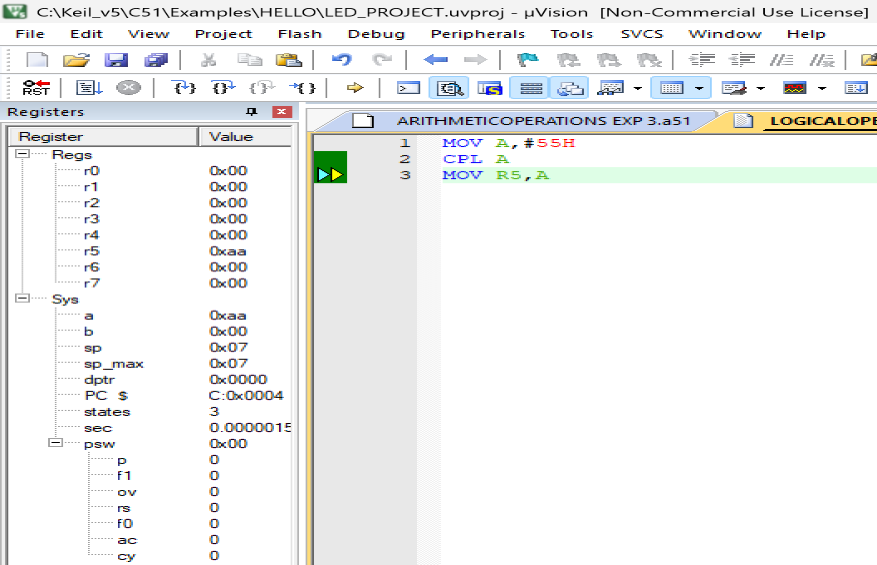 C:\Keil_v5\C51\Examples\HELLO\LED_PROJECT.uvproj - µVision [Non-Commercial Use License]
File Edit View Project Flash Debug Peripherals Tools SVCS Window Help
RST
Registers
ARITHMETICOPERATIONS EXP 3.a51
LOGICALOPE
Register Value
Regs
r0 0x00
r1 0x00
r2 0x00
r3 0x00
r4 0x00
r5 0xaa
r6 0x00
r7 0x00
Sys
a 0xaa
b 0x00
sp 0x07
sp_max 0x07
dptr 0x0000
PC $ C:0x0004
states 3
sec 0.0000015
psw 0x00
p 0
f1 0
ov 0
rs 0
f0 0
ac 0
cy 0
1 MOV A,#55H
2 CPL A
3 MOV R5,A